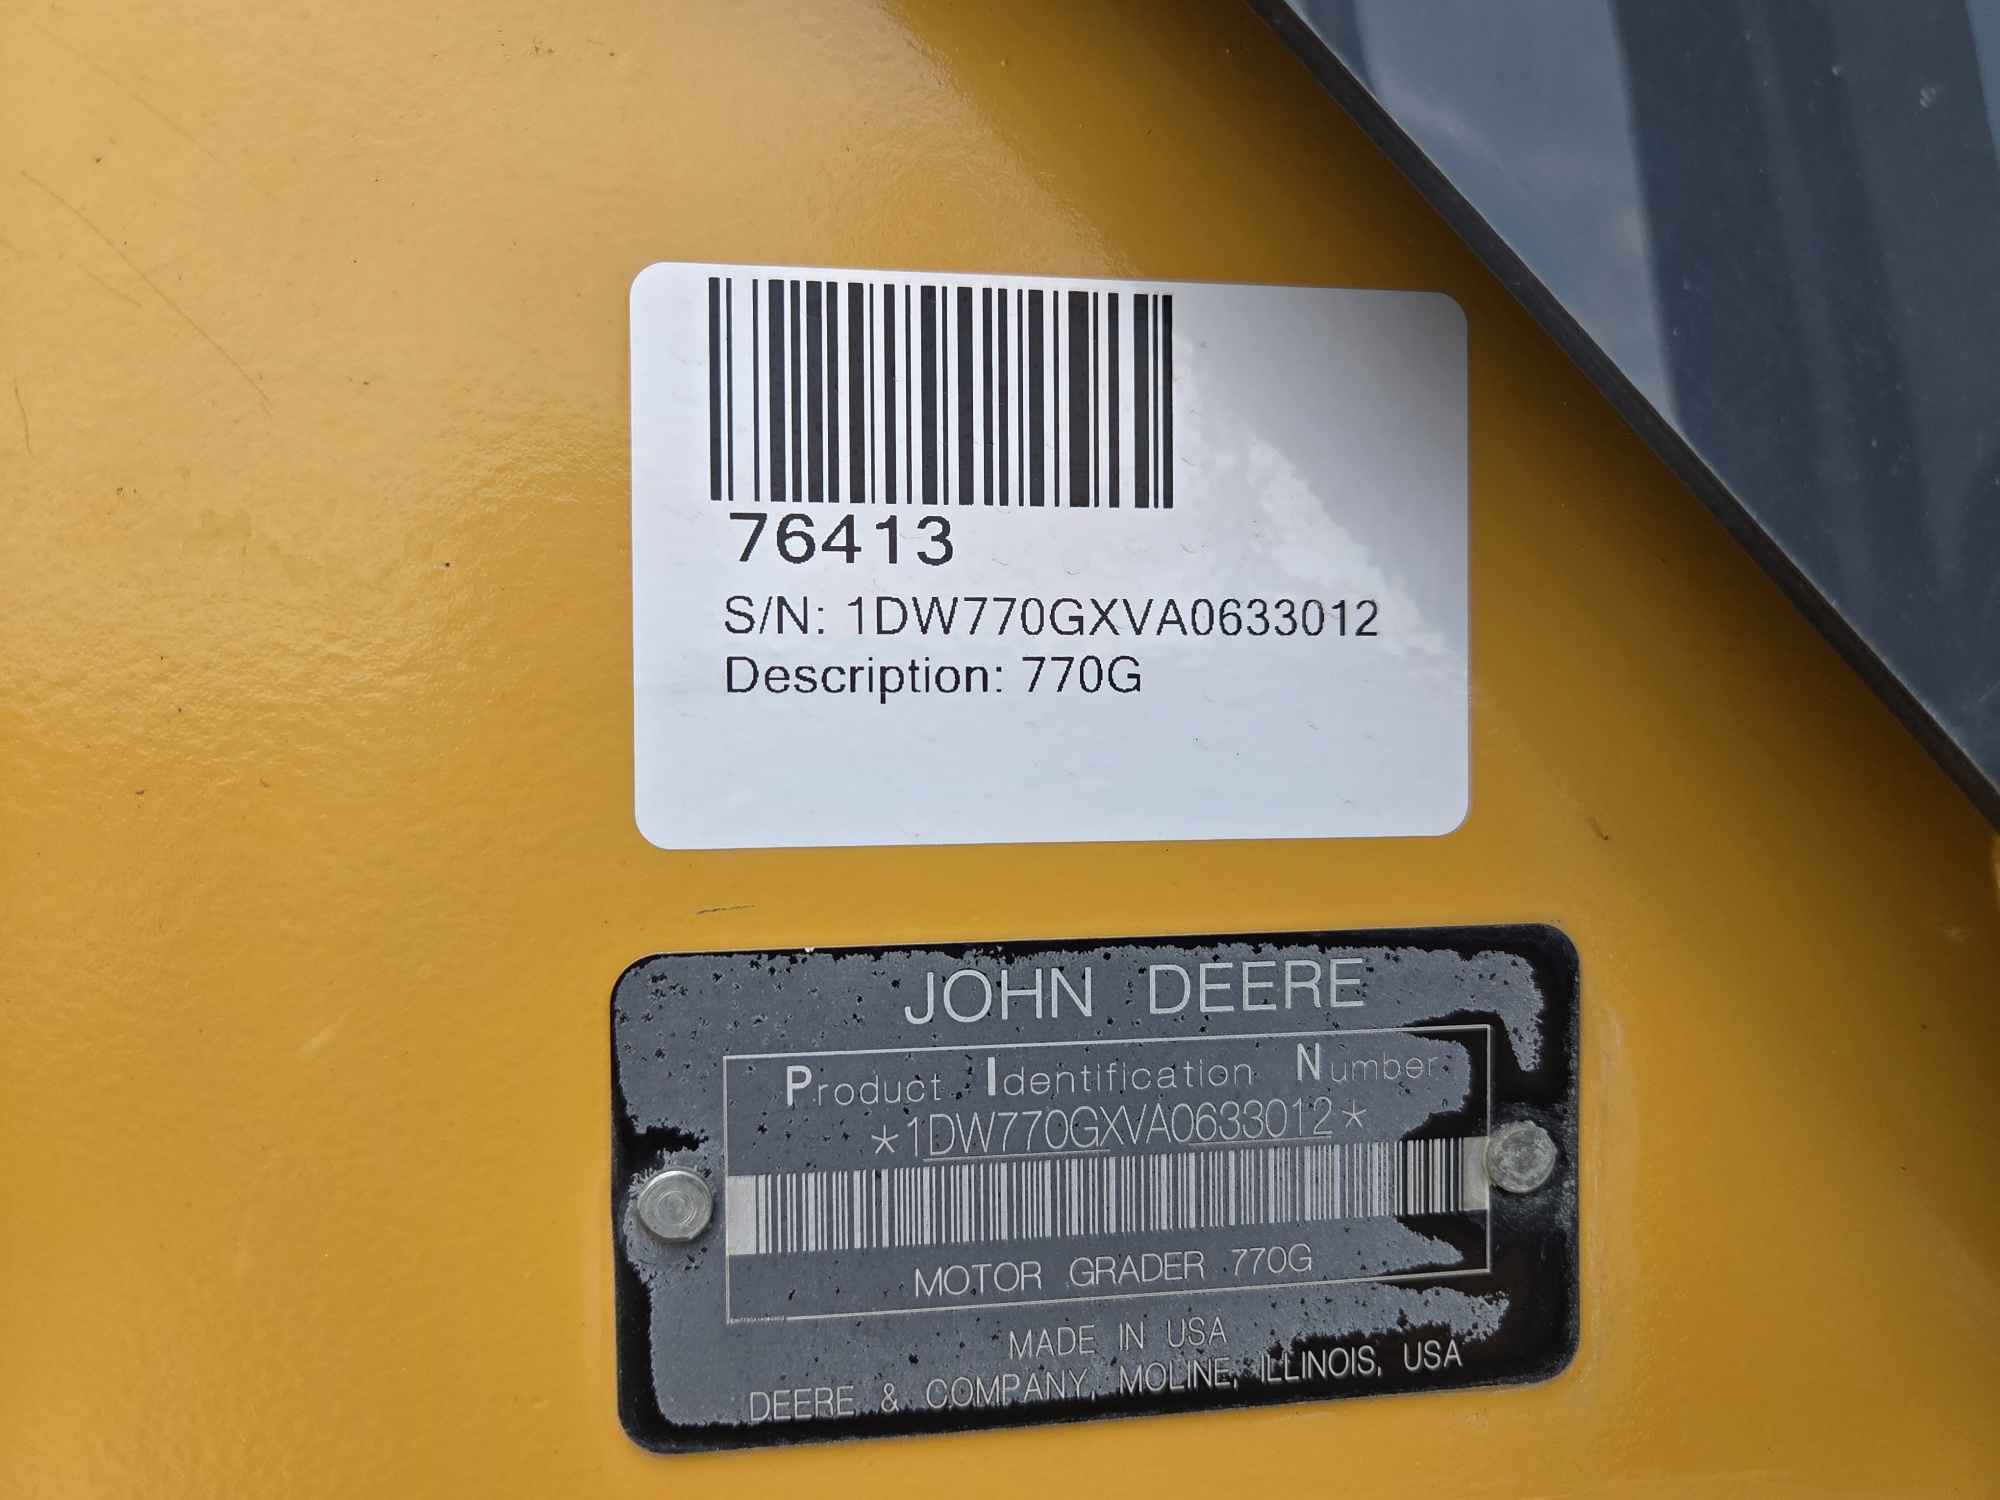 76413
S/N: 1DW770GXVA0633012
Description: 770G
JOHN DEERE
Product Identification Number
*1DW770GXVA0633012*
MOTOR GRADER 770G
MADE IN USA
DEERE & COMPANY, MOLINE, ILLINOIS, USA